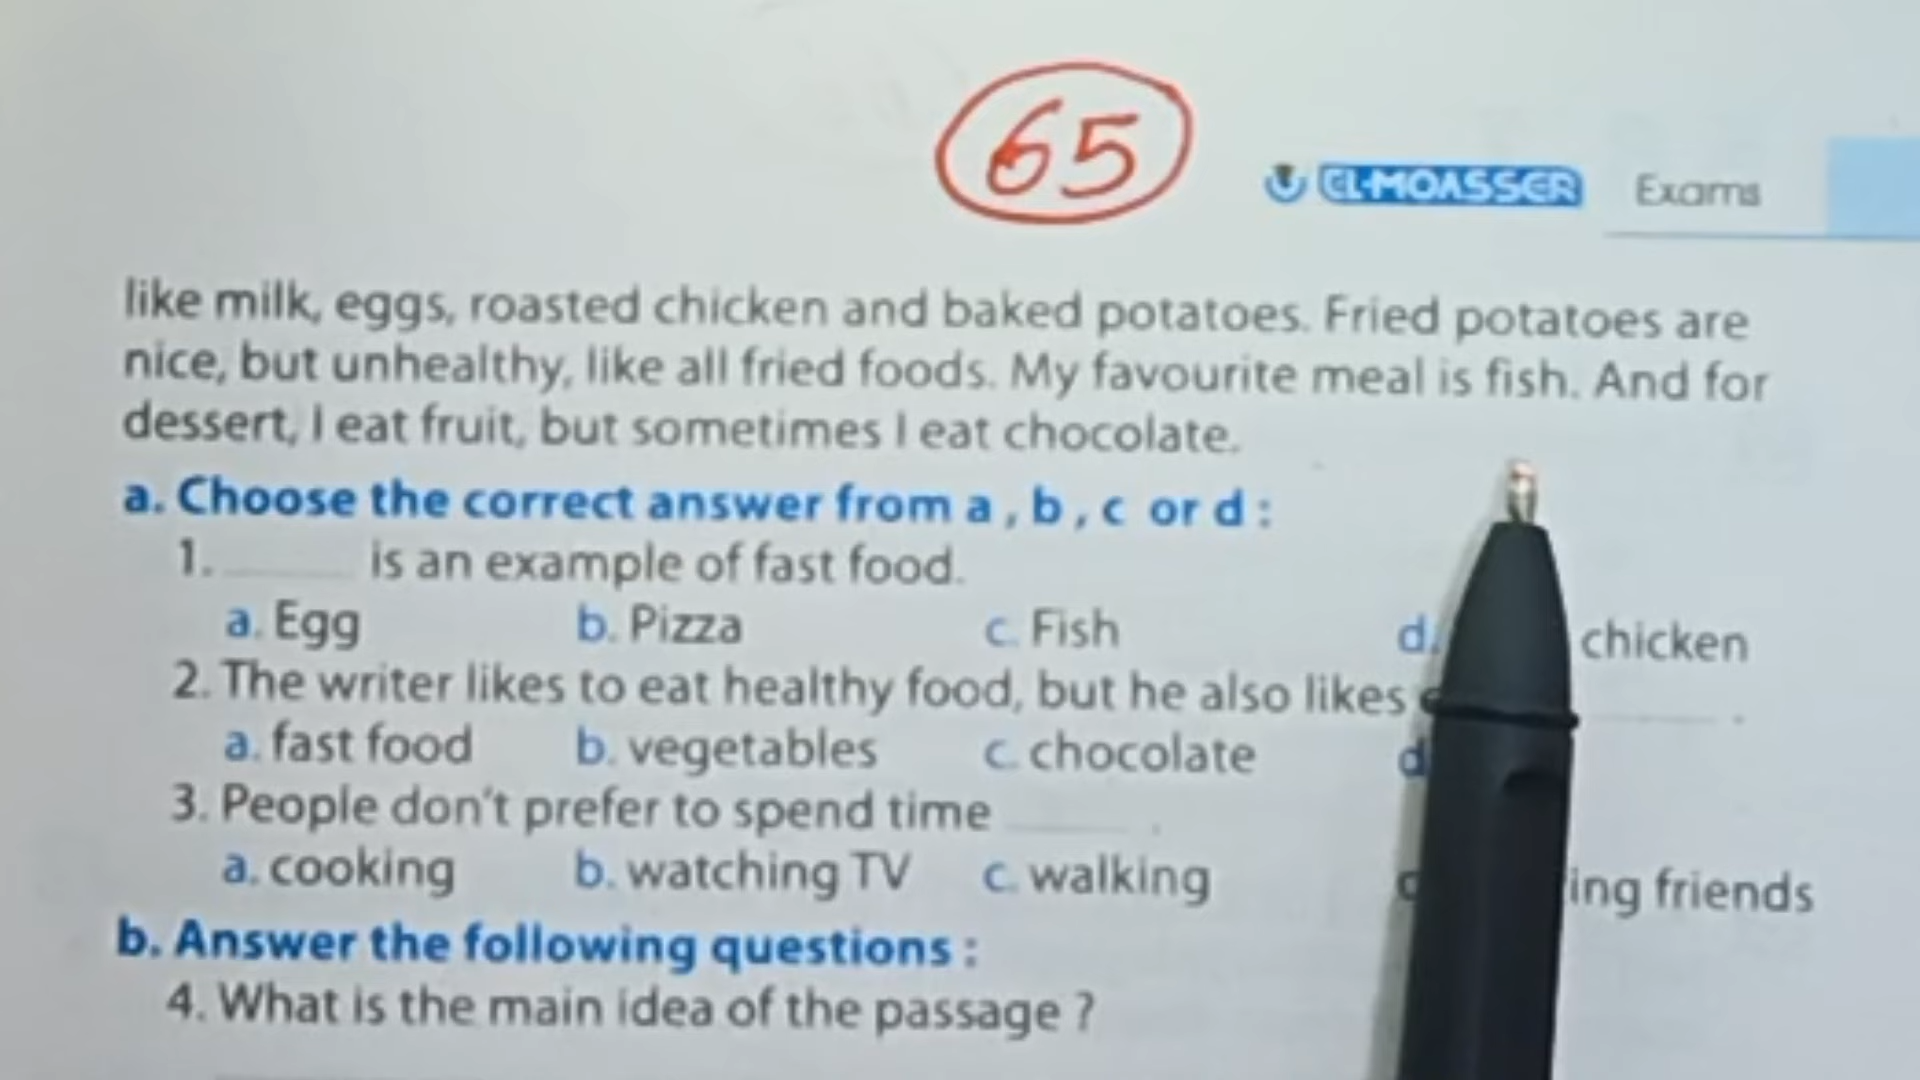 65
EL-MOASSER Exams
like milk, eggs, roasted chicken and baked potatoes. Fried potatoes are
nice, but unhealthy, like all fried foods. My favourite meal is fish. And for
dessert, I eat fruit, but sometimes I eat chocolate.
a. Choose the correct answer from a , b , c or d :
1. ______ is an example of fast food.
a. Egg b. Pizza c. Fish d. chicken
2. The writer likes to eat healthy food, but he also likes ______ .
a. fast food b. vegetables c. chocolate d
3. People don't prefer to spend time ______ .
a. cooking b. watching TV c. walking ing friends
b. Answer the following questions :
4. What is the main idea of the passage ?